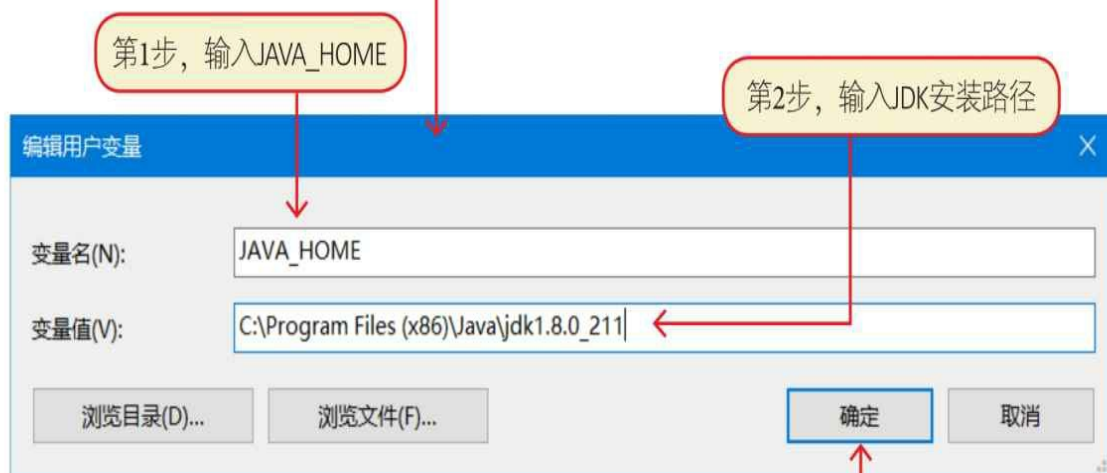 第1步，输入JAVA_HOME
第2步，输入JDK安装路径
编辑用户变量
变量名(N):
JAVA_HOME
变量值(V):
C:\Program Files (x86)\Java\jdk1.8.0_211
浏览目录(D)...
浏览文件(F)...
确定
取消